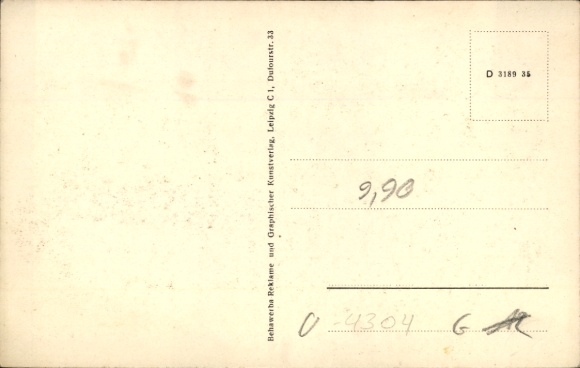 Behawerha Reklame und Graphischer Kunstverlag, Leipzig C 1, Dufourstr. 33
D 3189 35
9,90
0-4304 G